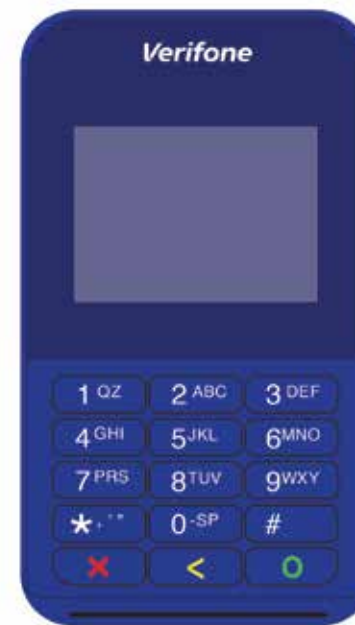 Verifone
1 QZ 2 ABC 3 DEF
4 GHI 5 JKL 6 MNO
7 PRS 8 TUV 9 WXY
*,'" 0 -SP #
X < O